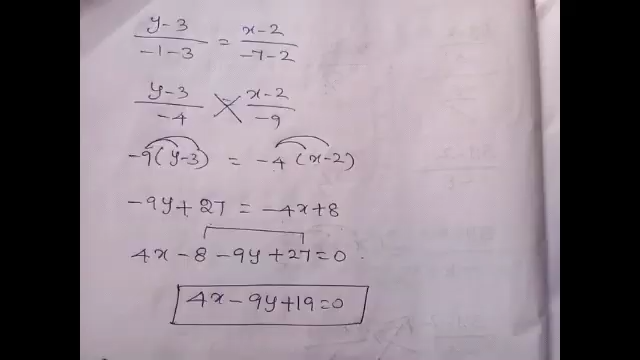 y-3/-1-3 = x-2/-7-2
y-3/-4 = x-2/-9
-9(y-3) = -4(x-2)
-9y+27 = -4x+8
4x-8-9y+27=0
4x-9y+19=0